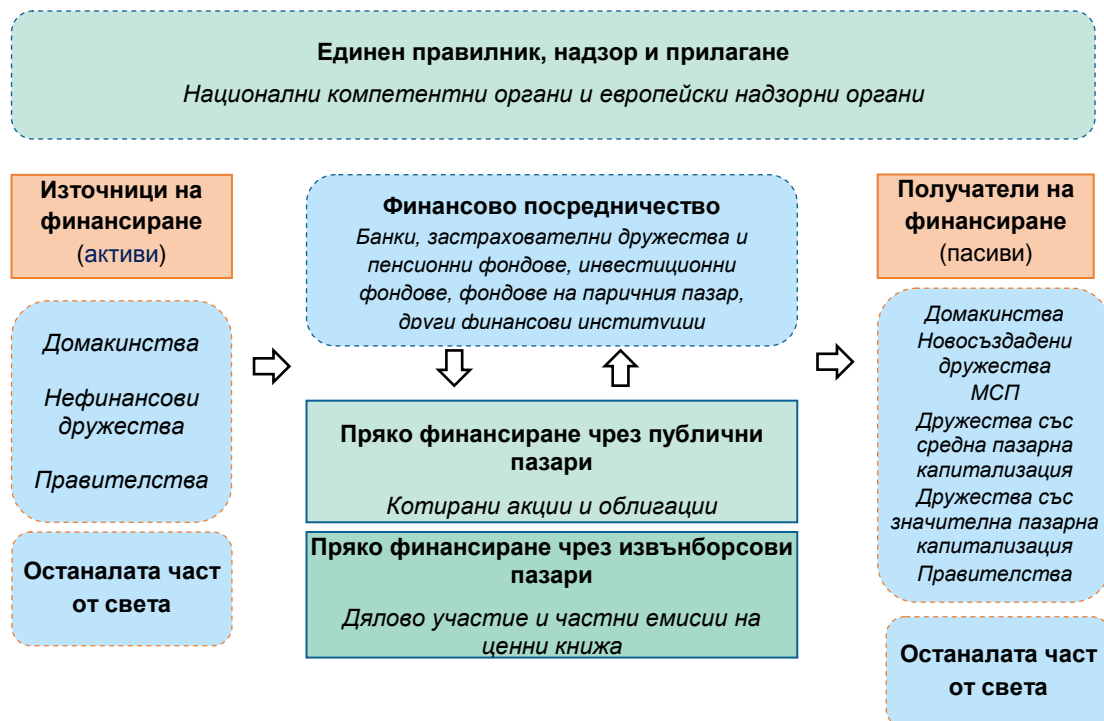 Единен правилник, надзор и прилагане
Национални компетентни органи и европейски надзорни органи
Източници на
финансиране
(активи)
Домакинства
Нефинансови
дружества
Правителства
Останалата част
от света
Финансово посредничество
Банки, застрахователни дружества и
пенсионни фондове, инвестиционни
фондове, фондове на паричния пазар,
други финансови институции
Пряко финансиране чрез публични
пазари
Котирани акции и облигации
Пряко финансиране чрез извънборсови
пазари
Дялово участие и частни емисии на
ценни книжа
Получатели на
финансиране
(пасиви)
Домакинства
Новосъздадени
дружества
МСП
Дружества със
средна пазарна
капитализация
Дружества със
значителна пазарна
капитализация
Правителства
Останалата част
от света